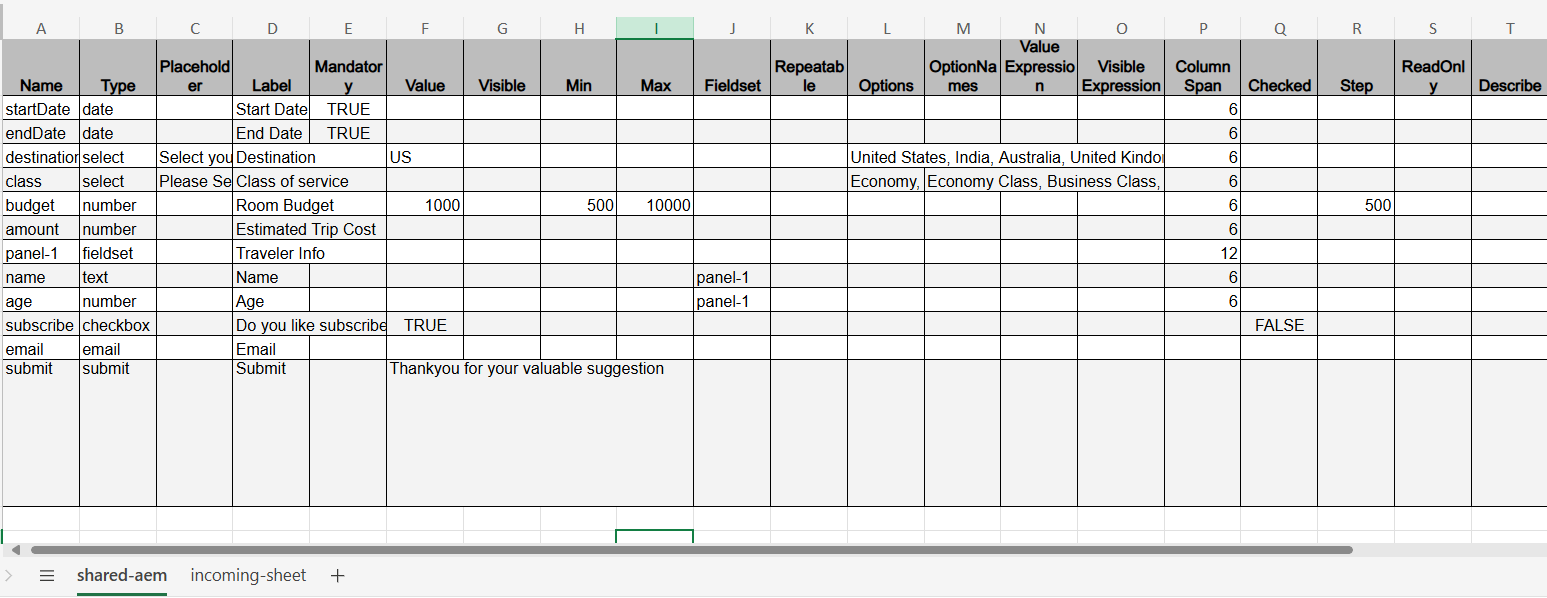 A B C D E F G H I J K L M N O P Q R S T
Name Type Placeholder Label Mandatory Value Visible Min Max Fieldset Repeatable Options OptionNames Value Expression Visible Expression Column Span Checked Step ReadOnly Describe
startDate date Start Date TRUE 6
endDate date End Date TRUE 6
destination select Select you Destination US United States, India, Australia, United Kindo 6
class select Please Se Class of service Economy, Economy Class, Business Class, 6
budget number Room Budget 1000 500 10000 6 500
amount number Estimated Trip Cost 6
panel-1 fieldset Traveler Info 12
name text Name panel-1 6
age number Age panel-1 6
subscribe checkbox Do you like subscribe TRUE FALSE
email email Email
submit submit Submit Thankyou for your valuable suggestion
shared-aem incoming-sheet